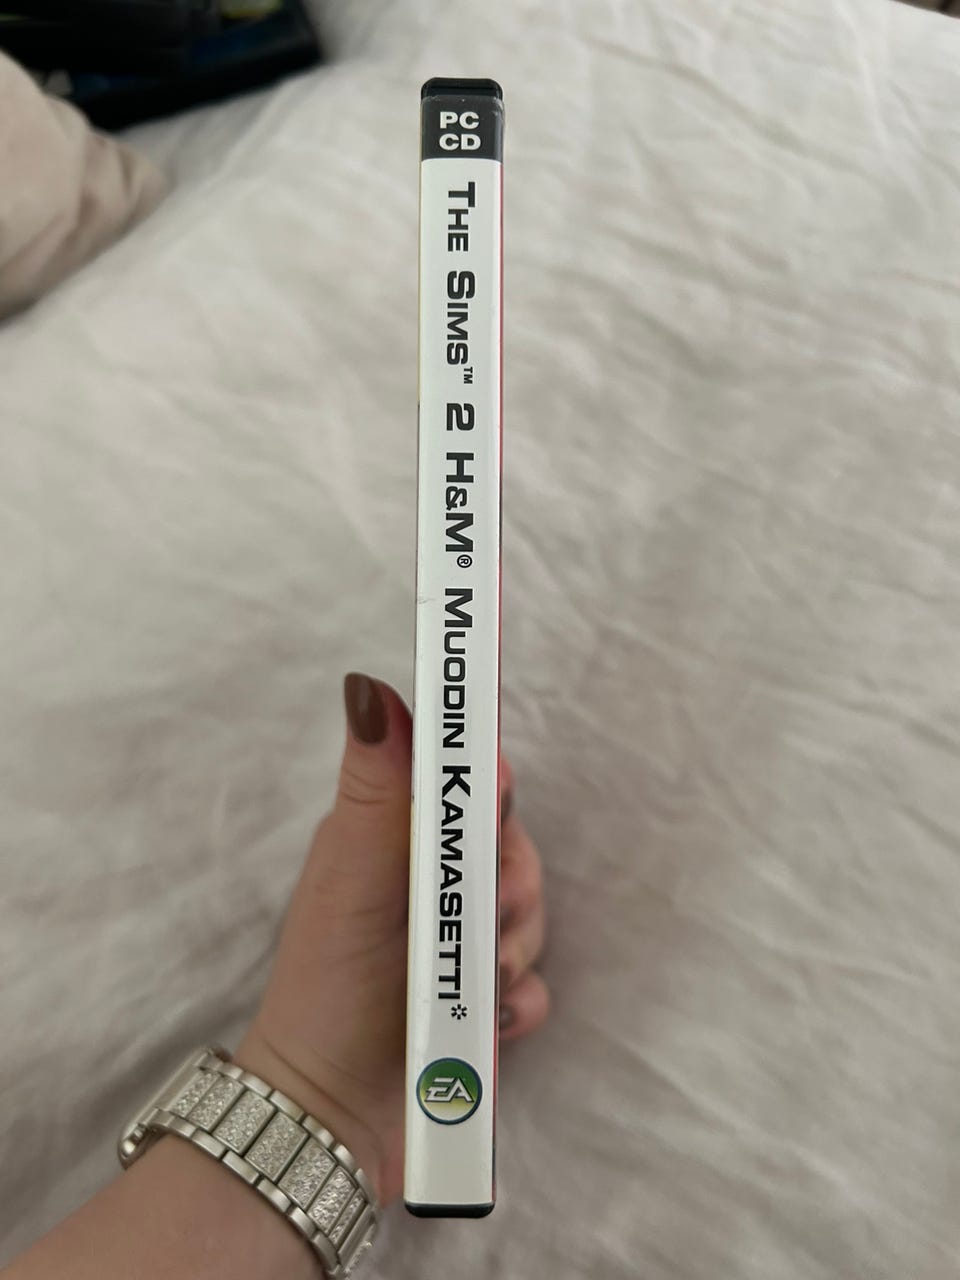 PC
CD
THE SIMS™ 2 H&M® MUODIN KAMASETTI*
EA